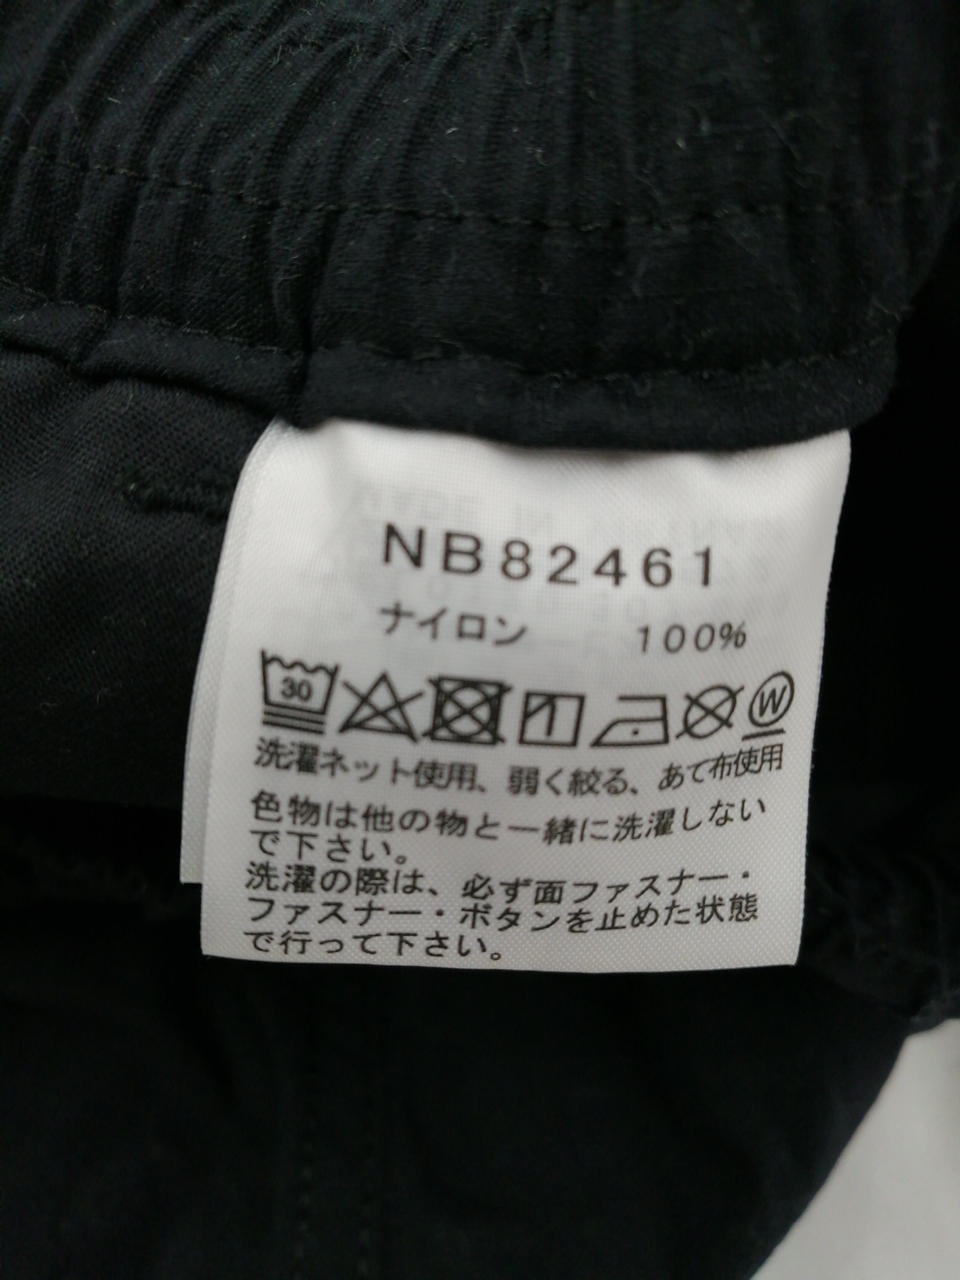 NB82461
ナイロン 100%
30 W
洗濯ネット使用、弱く絞る、あて布使用
色物は他の物と一緒に洗濯しない
で下さい。
洗濯の際は、必ず面ファスナー・
ファスナー・ボタンを止めた状態
で行って下さい。